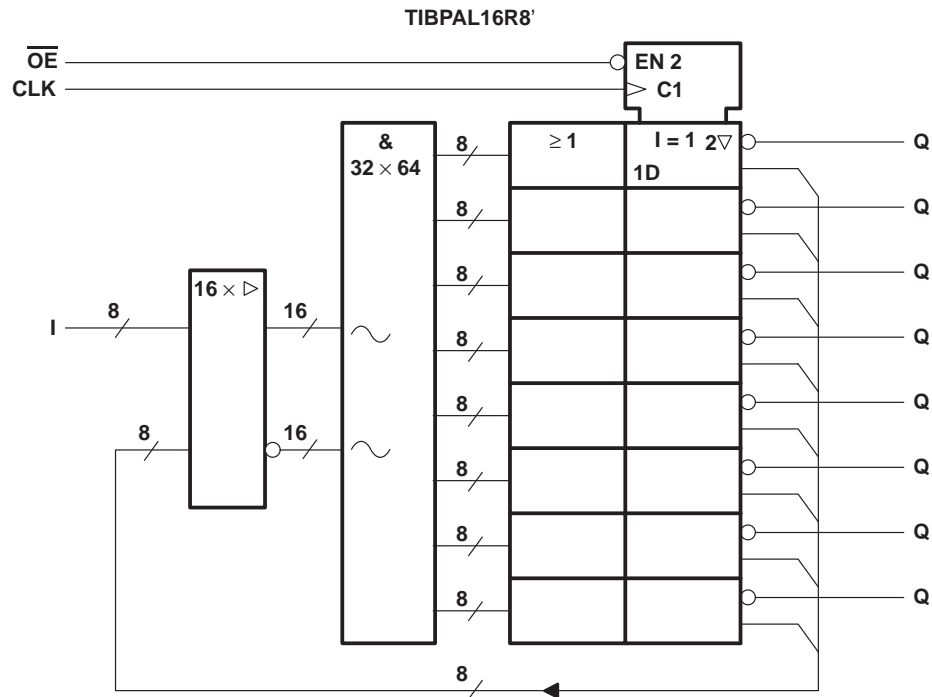 TIBPAL16R8'
OE
EN 2
CLK
C1
&
32 × 64
8
≥ 1
I = 1
2▽
Q
1D
8
Q
8
Q
16 × ▷
8
16
I
8
Q
8
16
8
Q
8
Q
8
Q
8
Q
8